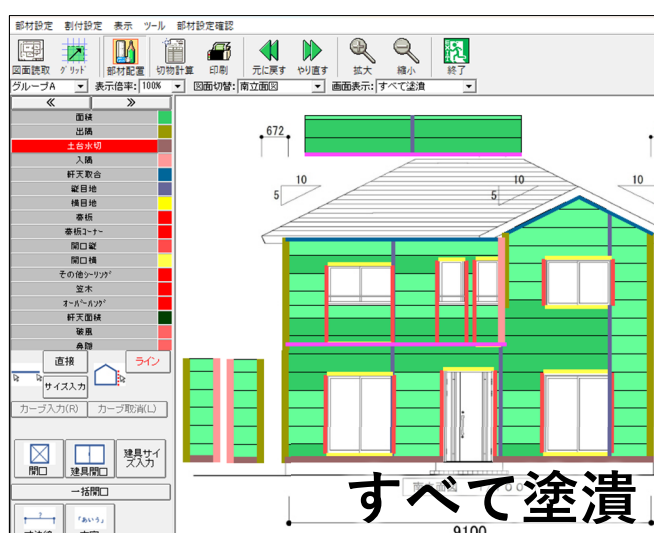 部材設定 割付設定 表示 ツール 部材設定確認
図面読取 グリッド 部材配置 切物計算 印刷 元に戻す やり直す 拡大 縮小 終了
グループA 表示倍率: 100% 図面切替: 南立面図 画面表示: すべて塗潰
≪ ≫
面積
出隅
土台水切
入隅
軒天取合
縦目地
横目地
幕板
幕板コーナー
開口縦
開口横
その他シーリング
笠木
オーバーハング
軒天面積
破風
鼻隠
直接 ライン
サイズ入力
カーブ入力(R) カーブ取消(L)
開口 建具開口 建具サイズ入力
一括開口
「あいう」
672
10 10 10
5 5
すべて塗潰
9100